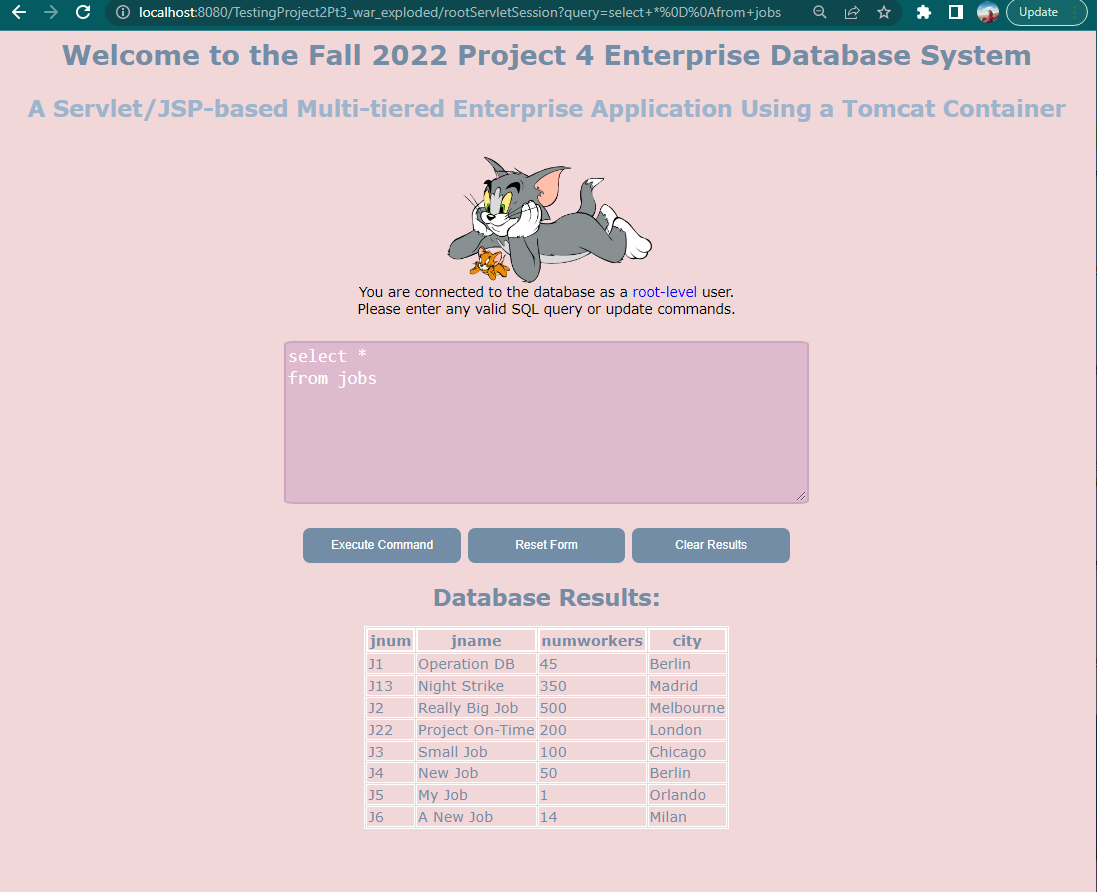 localhost:8080/TestingProject2Pt3_war_exploded/rootServletSession?query=select+*%0D%0Afrom+jobs Update
Welcome to the Fall 2022 Project 4 Enterprise Database System
A Servlet/JSP-based Multi-tiered Enterprise Application Using a Tomcat Container
You are connected to the database as a root-level user.
Please enter any valid SQL query or update commands.
select *
from jobs
Execute Command Reset Form Clear Results
Database Results:
jnum jname numworkers city
J1 Operation DB 45 Berlin
J13 Night Strike 350 Madrid
J2 Really Big Job 500 Melbourne
J22 Project On-Time 200 London
J3 Small Job 100 Chicago
J4 New Job 50 Berlin
J5 My Job 1 Orlando
J6 A New Job 14 Milan